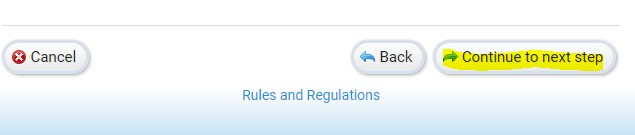 Cancel Back Continue to next step
Rules and Regulations